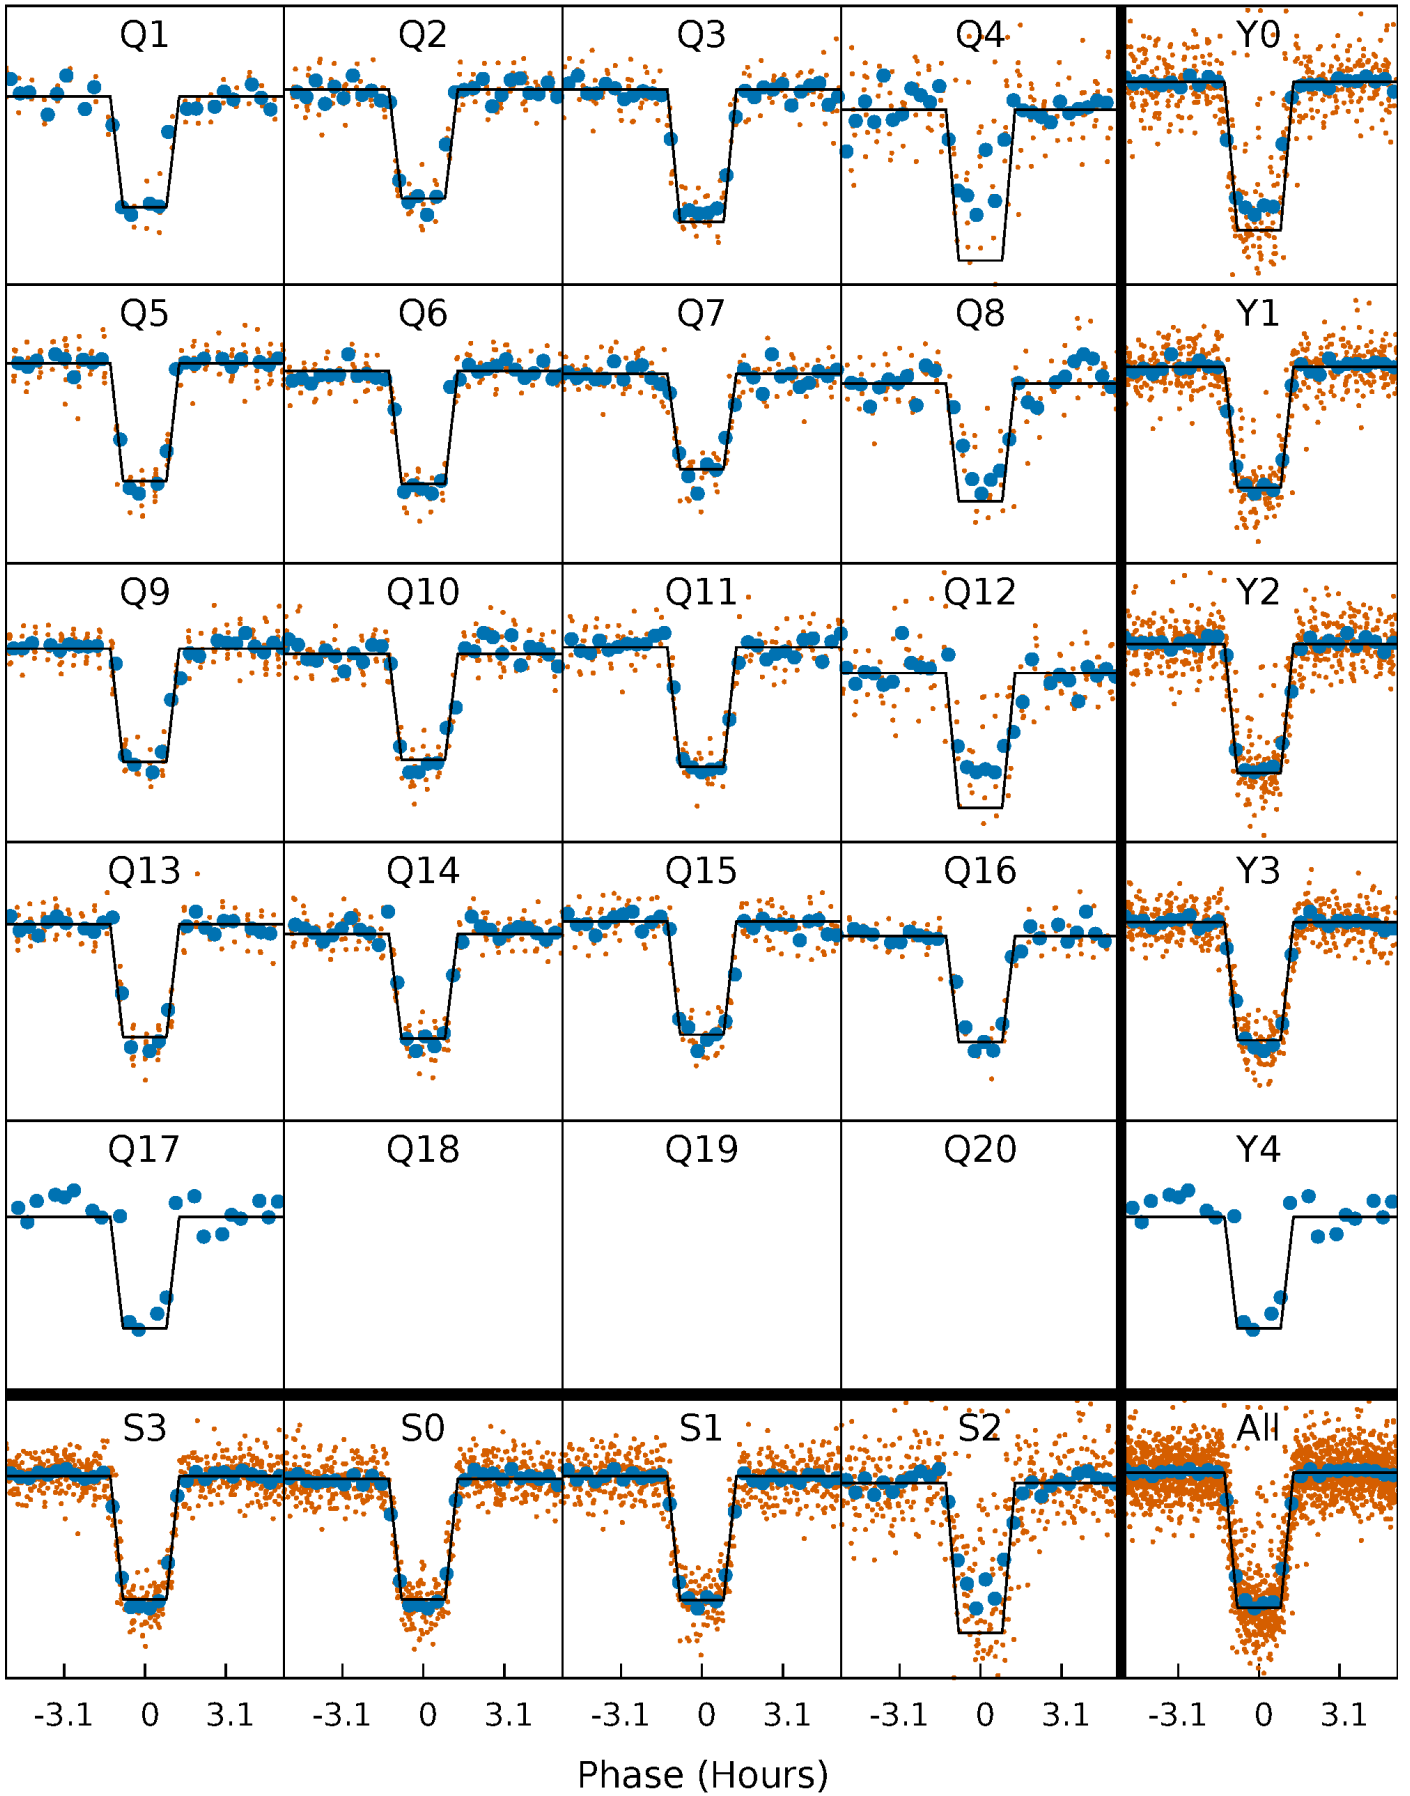 Q1 Q2 Q3 Q4 Y0
Q5 Q6 Q7 Q8 Y1
Q9 Q10 Q11 Q12 Y2
Q13 Q14 Q15 Q16 Y3
Q17 Q18 Q19 Q20 Y4
S3 S0 S1 S2 All
-3.1 0 3.1 -3.1 0 3.1 -3.1 0 3.1 -3.1 0 3.1 -3.1 0 3.1
Phase (Hours)